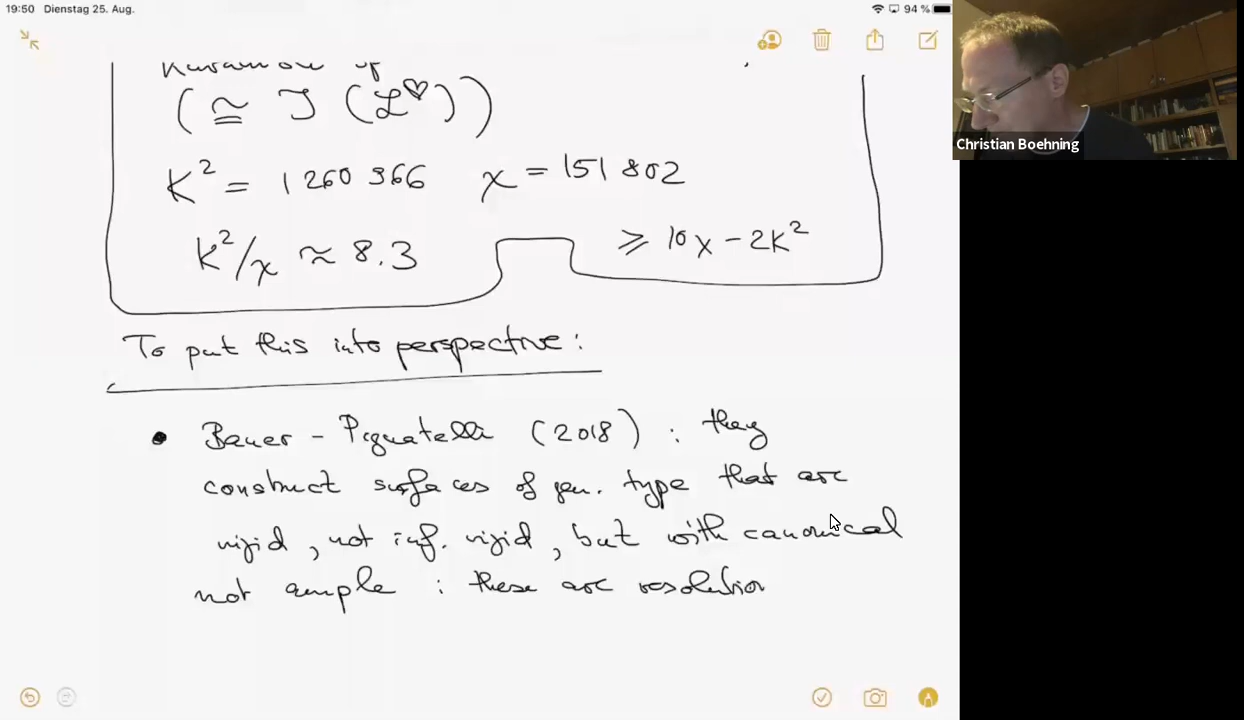 19:50 Dienstag 25. Aug.
94 %
Christian Boehning
( ≅ ℑ (ℒ^♡))
K² = 1 260 366 χ = 151 802
K²/χ ≈ 8.3 ≥ 10χ - 2K²
To put this into perspective :
• Bauer - Pignatelli (2018) : they
construct surfaces of gen. type that are
rigid, not inf. rigid, but with canonical
not ample : these are resolution